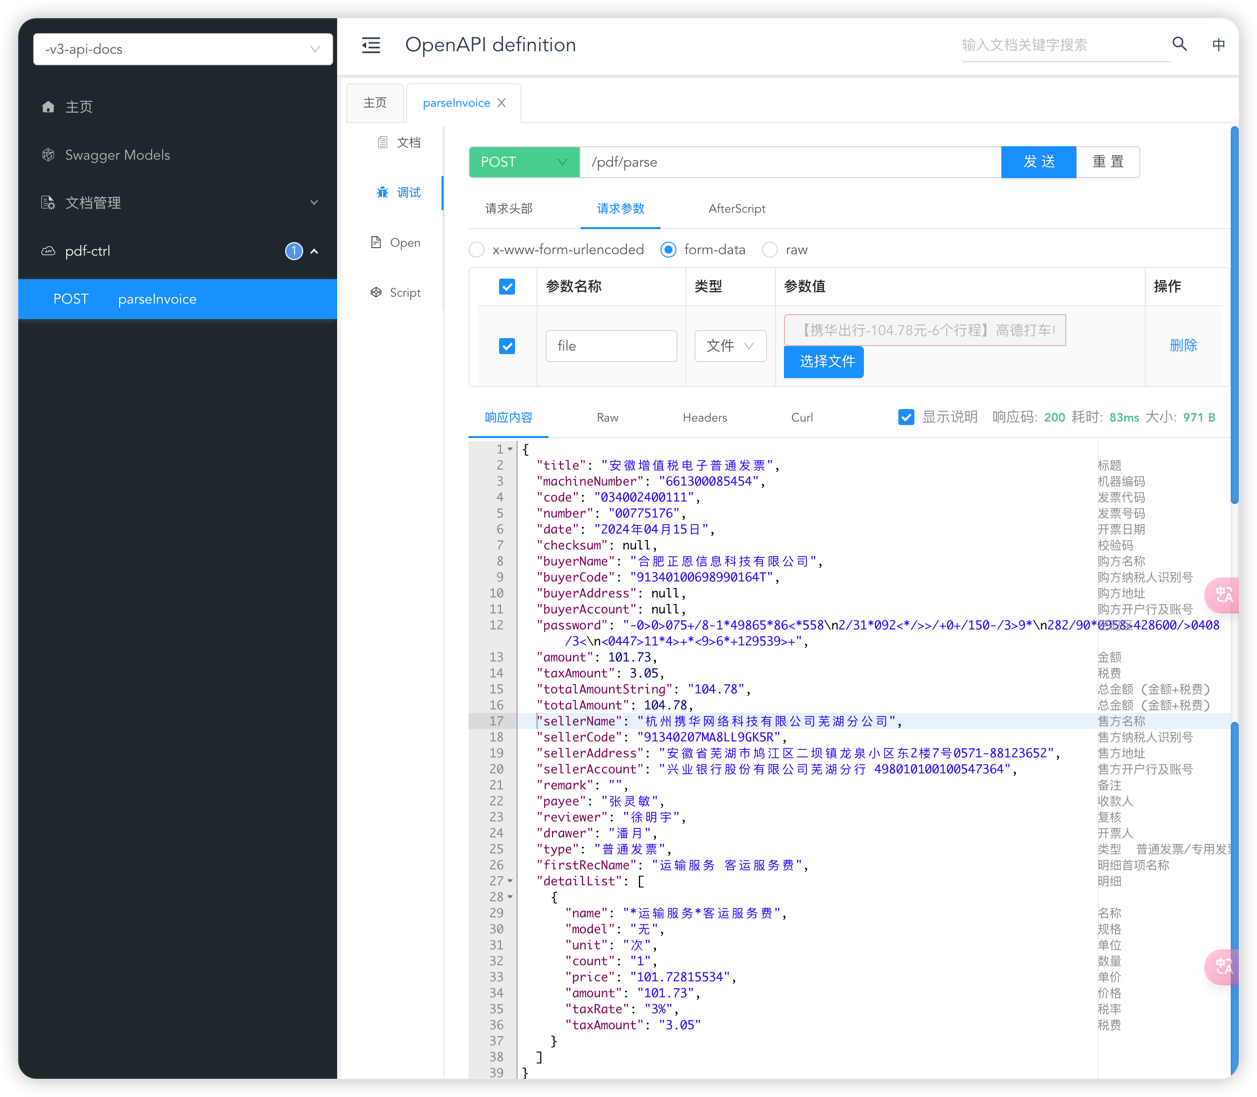 -v3-api-docs
OpenAPI definition
输入文档关键字搜索
中
主页
Swagger Models
文档管理
pdf-ctrl
1
POST parseInvoice
主页
parseInvoice
文档
调试
Open
Script
POST /pdf/parse 发 送 重 置
请求头部 请求参数 AfterScript
x-www-form-urlencoded form-data raw
参数名称 类型 参数值 操作
file 文件 【携华出行-104.78元-6个行程】高德打车 删除
选择文件
响应内容 Raw Headers Curl 显示说明 响应码: 200 耗时: 83ms 大小: 971 B
1 {
2 "title": "安徽增值税电子普通发票", 标题
3 "machineNumber": "661300085454", 机器编码
4 "code": "034002400111", 发票代码
5 "number": "00775176", 发票号码
6 "date": "2024年04月15日", 开票日期
7 "checksum": null, 校验码
8 "buyerName": "合肥正恩信息科技有限公司", 购方名称
9 "buyerCode": "91340100698990164T", 购方纳税人识别号
10 "buyerAddress": null, 购方地址
11 "buyerAccount": null, 购方开户行及账号
12 "password": "-0>0>075+/8-1*49865*86<*558\n2/31*092<*/>>/+0+/150-/3>9*\n282/90*0958>428600/>0408
/3<\n<0447>11*4>+*<9>6*+129539>+",
13 "amount": 101.73, 金额
14 "taxAmount": 3.05, 税费
15 "totalAmountString": "104.78", 总金额 (金额+税费)
16 "totalAmount": 104.78, 总金额 (金额+税费)
17 "sellerName": "杭州携华网络科技有限公司芜湖分公司", 售方名称
18 "sellerCode": "91340207MA8LL9GK5R", 售方纳税人识别号
19 "sellerAddress": "安徽省芜湖市鸠江区二坝镇龙泉小区东2楼7号0571-88123652", 售方地址
20 "sellerAccount": "兴业银行股份有限公司芜湖分行 498010100100547364", 售方开户行及账号
21 "remark": "", 备注
22 "payee": "张灵敏", 收款人
23 "reviewer": "徐明宇", 复核
24 "drawer": "潘月", 开票人
25 "type": "普通发票", 类型 普通发票/专用发票
26 "firstRecName": "运输服务 客运服务费", 明细首项名称
27 "detailList": [ 明细
28 {
29 "name": "*运输服务*客运服务费", 名称
30 "model": "无", 规格
31 "unit": "次", 单位
32 "count": "1", 数量
33 "price": "101.72815534", 单价
34 "amount": "101.73", 价格
35 "taxRate": "3%", 税率
36 "taxAmount": "3.05" 税费
37 }
38 ]
39 }